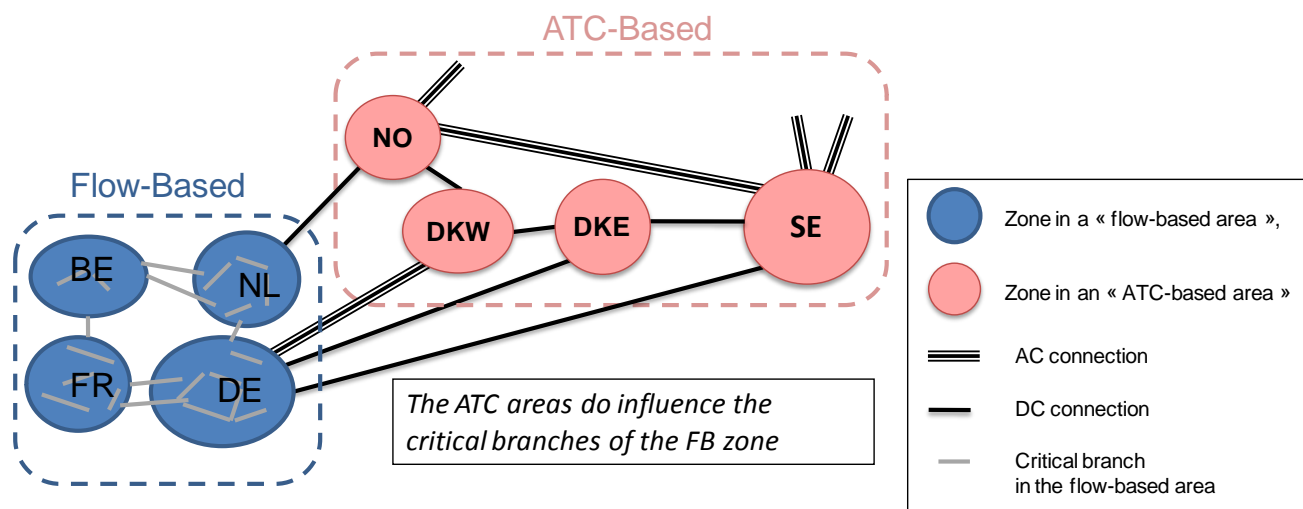 ATC-Based
NO
Flow-Based
DKW
DKE
SE
BE
NL
FR
DE
The ATC areas do influence the
critical branches of the FB zone
Zone in a « flow-based area »,
Zone in an « ATC-based area »
AC connection
DC connection
Critical branch
in the flow-based area